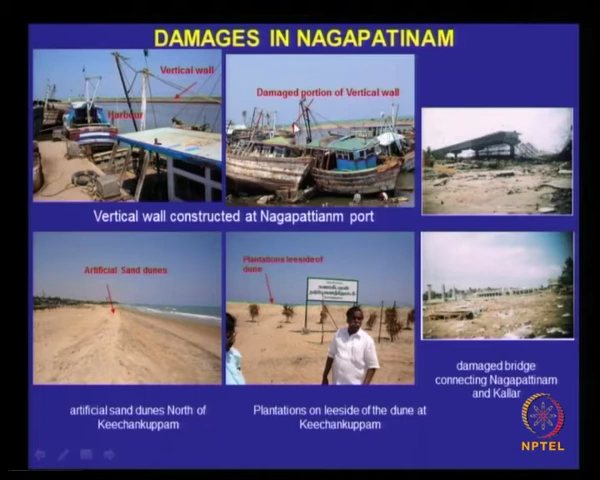 DAMAGES IN NAGAPATINAM
Vertical wall
Harbour
Damaged portion of Vertical wall
Vertical wall constructed at Nagapattianm port
Artificial Sand dunes
Plantations leesideof
dune
artificial sand dunes North of
Keechankuppam
Plantations on leeside of the dune at
Keechankuppam
damaged bridge
connecting Nagapattinam
and Kallar
NPTEL